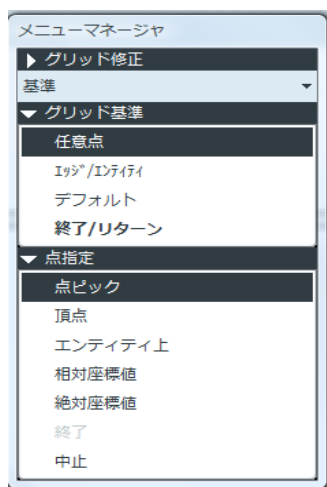 メニューマネージャ
グリッド修正
基準
グリッド基準
任意点
ｴｯｼﾞ/ｴﾝﾃｨﾃｨ
デフォルト
終了/リターン
点指定
点ピック
頂点
エンティティ上
相対座標値
絶対座標値
終了
中止